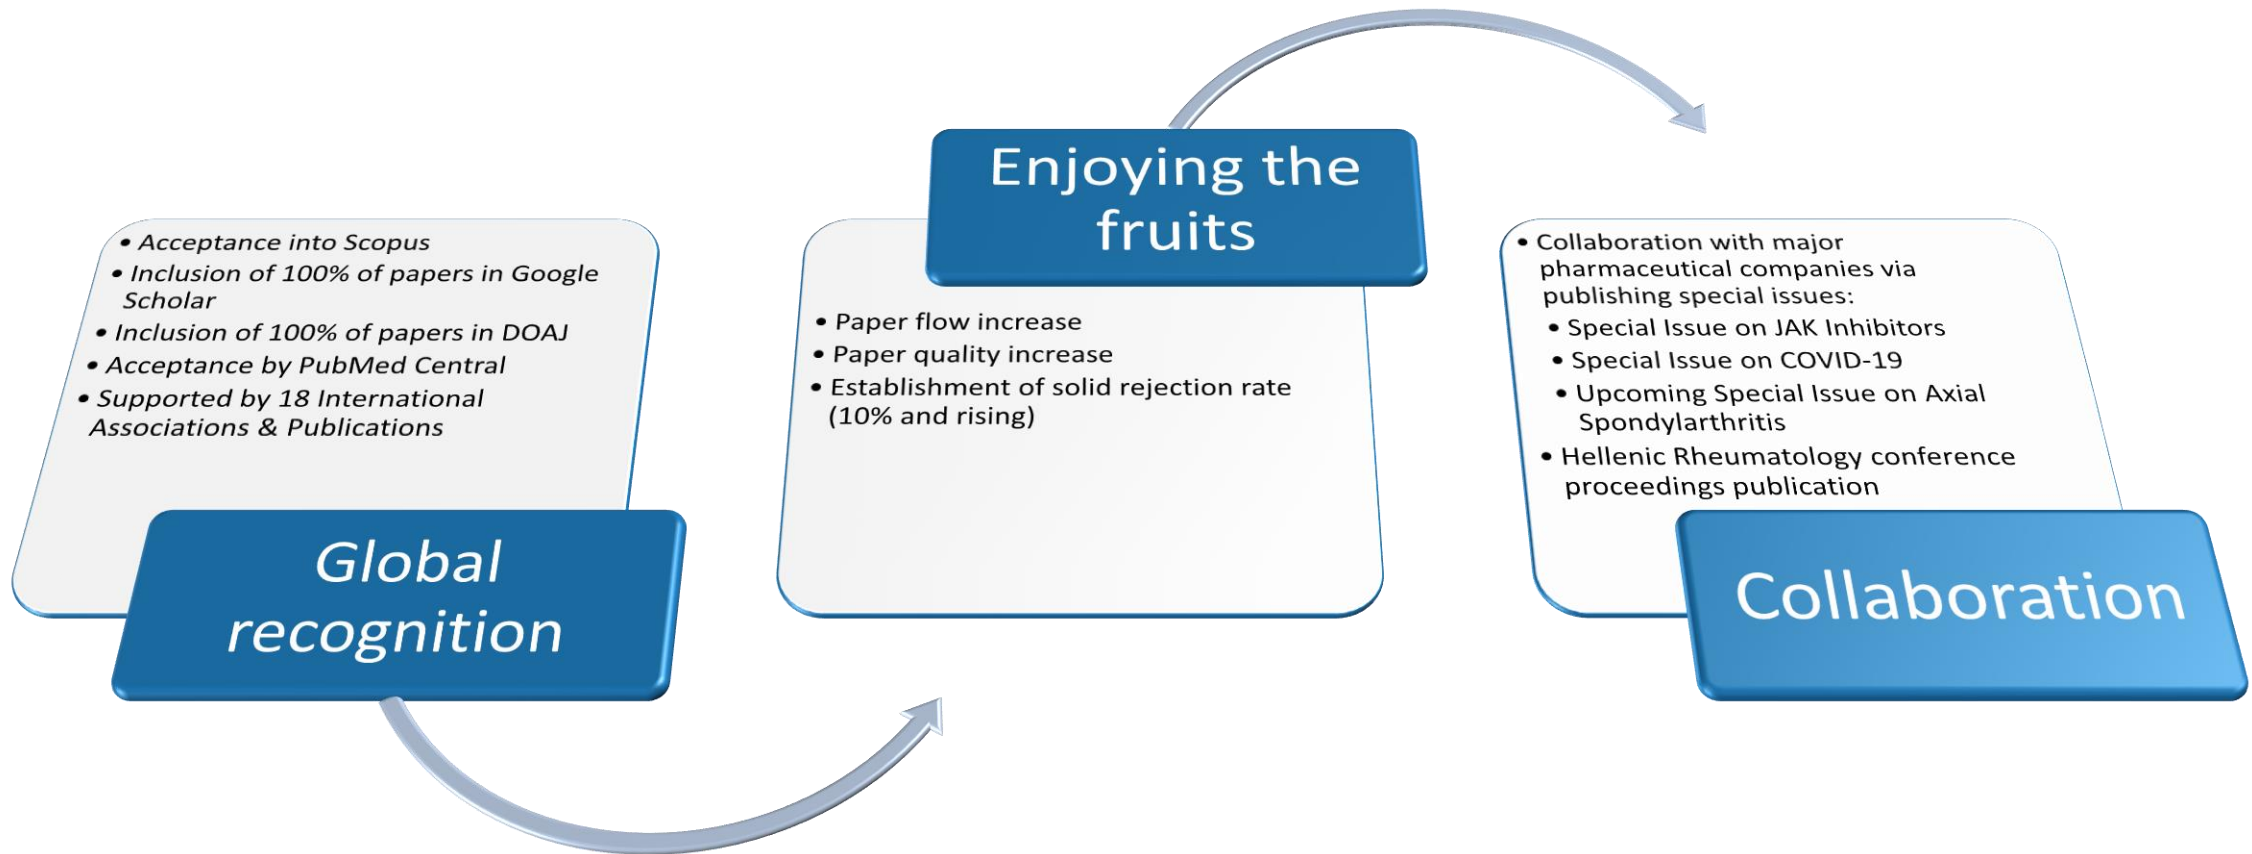 • Acceptance into Scopus
• Inclusion of 100% of papers in Google
Scholar
• Inclusion of 100% of papers in DOAJ
• Acceptance by PubMed Central
• Supported by 18 International
Associations & Publications
Global
recognition
Enjoying the
fruits
• Paper flow increase
• Paper quality increase
• Establishment of solid rejection rate
(10% and rising)
• Collaboration with major
pharmaceutical companies via
publishing special issues:
• Special Issue on JAK Inhibitors
• Special Issue on COVID-19
• Upcoming Special Issue on Axial
Spondylarthritis
• Hellenic Rheumatology conference
proceedings publication
Collaboration